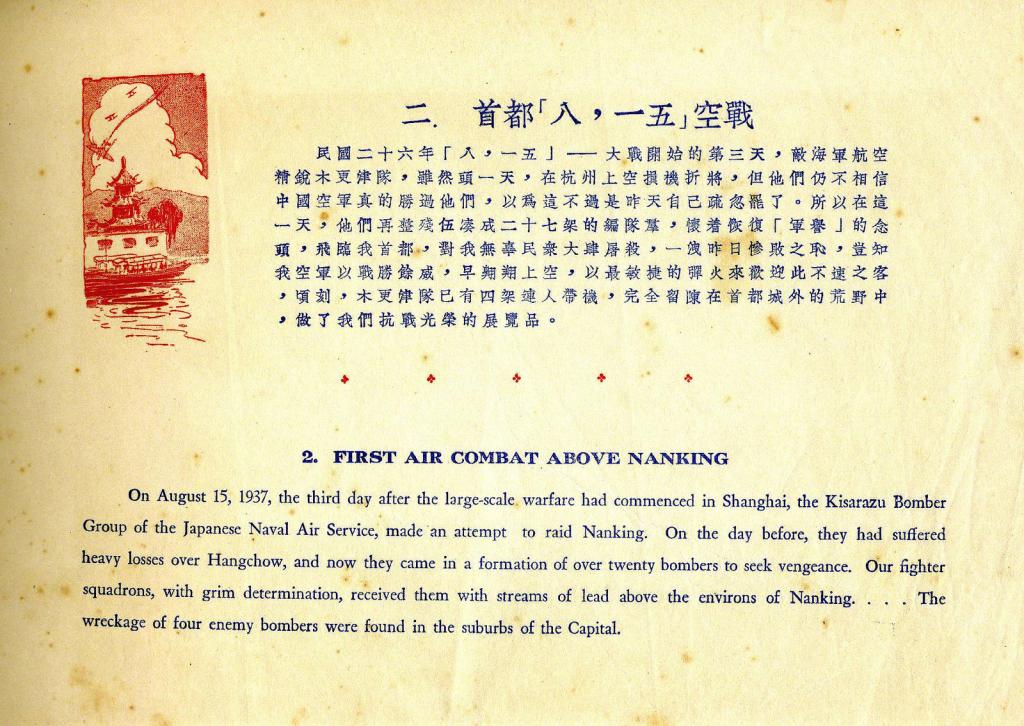 二. 首都「八，一五」空戰
民國二十六年「八，一五」——大戰開始的第三天，敵海軍航空
精銳木更津隊，雖然頭一天，在杭州上空損機折將，但他們仍不相信
中國空軍真的勝過他們，以為這不過是昨天自己疏忽罷了。所以在這
一天，他們再整殘伍湊成二十七架的編隊羣，懷着恢復「軍譽」的念
頭，飛臨我首都，對我無辜民衆大肆屠殺，一洩昨日慘敗之恥，豈知
我空軍以戰勝餘威，早翱翔上空，以最敏捷的彈火來歡迎此不速之客
，頃刻，木更津隊已有四架連人帶機，完全留陳在首都城外的荒野中
，做了我們抗戰光榮的展覽品。
2. FIRST AIR COMBAT ABOVE NANKING
On August 15, 1937, the third day after the large-scale warfare had commenced in Shanghai, the Kisarazu Bomber
Group of the Japanese Naval Air Service, made an attempt to raid Nanking. On the day before, they had suffered
heavy losses over Hangchow, and now they came in a formation of over twenty bombers to seek vengeance. Our fighter
squadrons, with grim determination, received them with streams of lead above the environs of Nanking. . . . The
wreckage of four enemy bombers were found in the suburbs of the Capital.